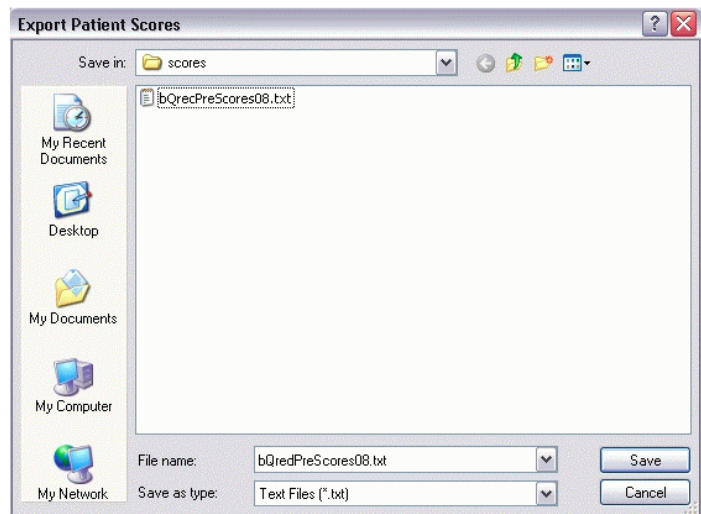 Export Patient Scores
Save in:
scores
bQrecPreScores08.txt
My Recent
Documents
Desktop
My Documents
My Computer
My Network
File name:
bQredPreScores08.txt
Save
Save as type:
Text Files (*.txt)
Cancel